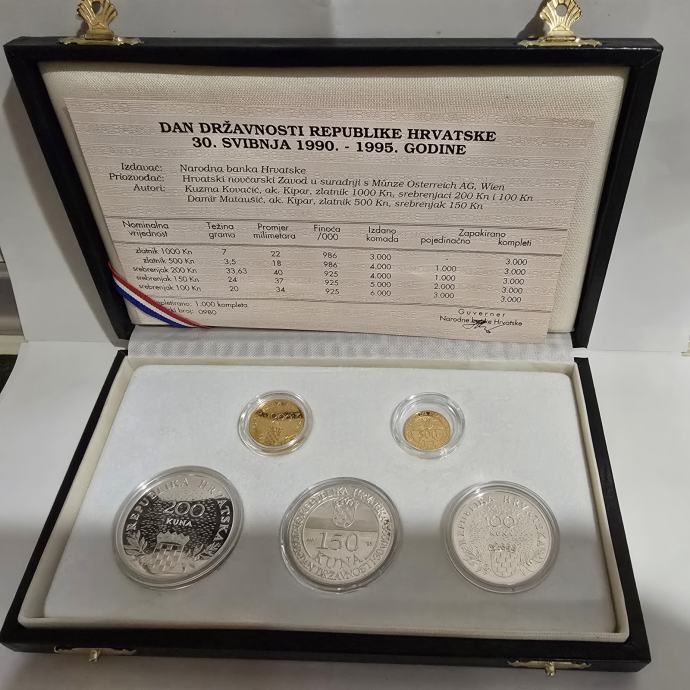 DAN DRŽAVNOSTI REPUBLIKE HRVATSKE
30. SVIBNJA 1990. - 1995. GODINE
Izdavač: Narodna banka Hrvatske
Priozvođač: Hrvatski novčarski Zavod u suradnji s Münze Österreich AG, Wien
Autori: Kuzma Kovačić, ak. Kipar, zlatnik 1000 Kn, srebrenjaci 200 Kn i 100 Kn
Damir Mataušić, ak. Kipar, zlatnik 500 Kn, srebrenjak 150 Kn
Nominalna vrijednost Težina grama Promjer milimetara Finoća /000 Izdano komada Zapakirano pojedinačno kompleti
zlatnik 1000 Kn 7 22 986 3.000 3.000
zlatnik 500 Kn 3,5 18 986 4.000 1.000 3.000
srebrenjak 200 Kn 33,63 40 925 4.000 1.000 3.000
srebrenjak 150 Kn 24 37 925 5.000 2.000 3.000
srebrenjak 100 Kn 20 34 925 6.000 3.000 3.000
1.000 kompleta
broj: 0980
Guverner
Narodne banke Hrvatske
REPUBLIKA HRVATSKA
200
KUNA
REPUBLIKA HRVATSKA
150
KUNA
DAN DRŽAVNOSTI
REPUBLIKA HRVATSKA
100
KUNA